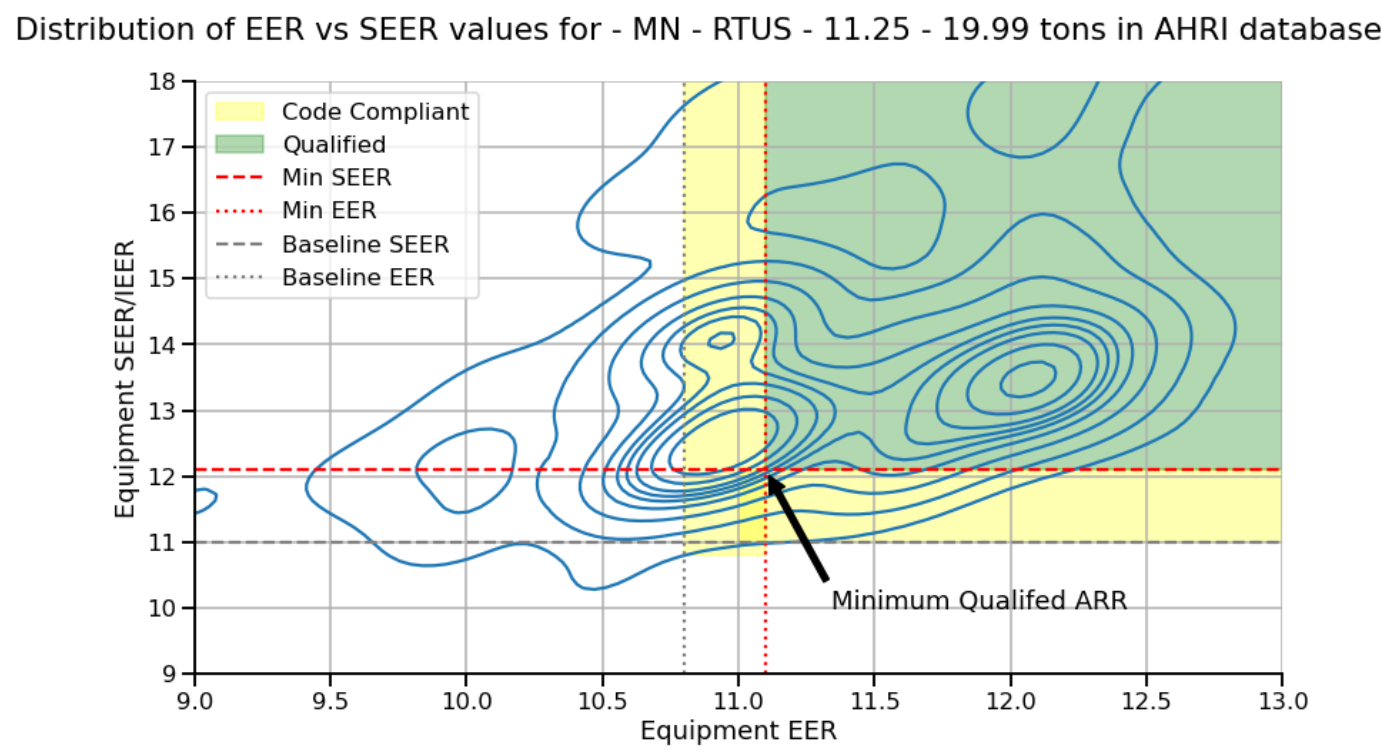 Distribution of EER vs SEER values for - MN - RTUS - 11.25 - 19.99 tons in AHRI database
18
17
16
15
14
13
12
11
10
9
Equipment SEER/IEER
Code Compliant
Qualified
Min SEER
Min EER
Baseline SEER
Baseline EER
Minimum Qualifed ARR
9.0 9.5 10.0 10.5 11.0 11.5 12.0 12.5 13.0
Equipment EER